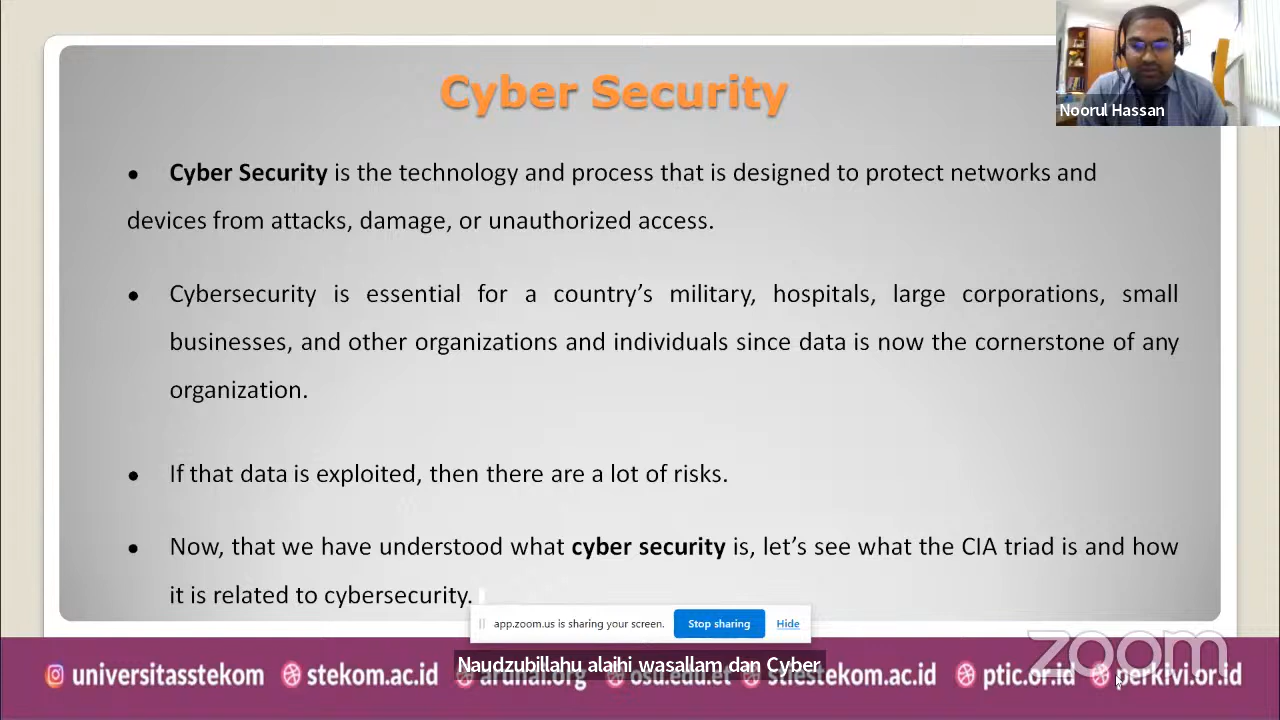 Cyber Security
Noorul Hassan
• Cyber Security is the technology and process that is designed to protect networks and
devices from attacks, damage, or unauthorized access.
• Cybersecurity is essential for a country's military, hospitals, large corporations, small
businesses, and other organizations and individuals since data is now the cornerstone of any
organization.
• If that data is exploited, then there are a lot of risks.
• Now, that we have understood what cyber security is, let's see what the CIA triad is and how
it is related to cybersecurity.
app.zoom.us is sharing your screen. Stop sharing Hide
zoom
Naudzubillahu alaihi wasallam dan Cyber
universitasstekom stekom.ac.id osu.edu.et stiestekom.ac.id ptic.or.id perkivi.or.id